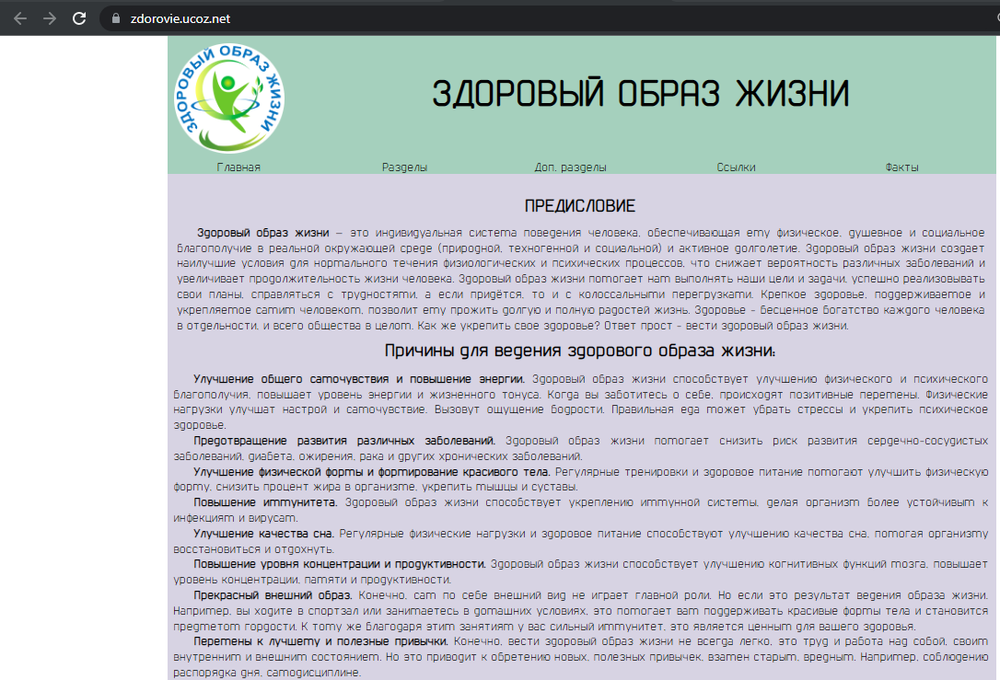 zdorovie.ucoz.net
ЗДОРОВЫЙ ОБРАЗ ЖИЗНИ
ЗДОРОВЫЙ ОБРАЗ ЖИЗНИ
Главная Разделы Доп. разделы Ссылки Факты
ПРЕДИСЛОВИЕ
Здоровый образ жизни – это индивидуальная система поведения человека, обеспечивающая ему физическое, душевное и социальное
благополучие в реальной окружающей среде (природной, техногенной и социальной) и активное долголетие. Здоровый образ жизни создает
наилучшие условия для нормального течения физиологических и психических процессов, что снижает вероятность различных заболеваний и
увеличивает продолжительность жизни человека. Здоровый образ жизни помогает нам выполнять наши цели и задачи, успешно реализовывать
свои планы, справляться с трудностями, а если придётся, то и с колоссальными перегрузками. Крепкое здоровье, поддерживаемое и
укрепляемое самим человеком, позволит ему прожить долгую и полную радостей жизнь. Здоровье - бесценное богатство каждого человека
в отдельности, и всего общества в целом. Как же укрепить свое здоровье? Ответ прост - вести здоровый образ жизни.
Причины для ведения здорового образа жизни:
Улучшение общего самочувствия и повышение энергии. Здоровый образ жизни способствует улучшению физического и психического
благополучия, повышает уровень энергии и жизненного тонуса. Когда вы заботитесь о себе, происходят позитивные перемены. Физические
нагрузки улучшат настрой и самочувствие. Вызовут ощущение бодрости. Правильная еда может убрать стрессы и укрепить психическое
здоровье.
Предотвращение развития различных заболеваний. Здоровый образ жизни помогает снизить риск развития сердечно-сосудистых
заболеваний, диабета, ожирения, рака и других хронических заболеваний.
Улучшение физической формы и формирование красивого тела. Регулярные тренировки и здоровое питание помогают улучшить физическую
форму, снизить процент жира в организме, укрепить мышцы и суставы.
Повышение иммунитета. Здоровый образ жизни способствует укреплению иммунной системы, делая организм более устойчивым к
инфекциям и вирусам.
Улучшение качества сна. Регулярные физические нагрузки и здоровое питание способствуют улучшению качества сна, помогая организму
восстановиться и отдохнуть.
Повышение уровня концентрации и продуктивности. Здоровый образ жизни способствует улучшению когнитивных функций мозга, повышает
уровень концентрации, памяти и продуктивности.
Прекрасный внешний образ. Конечно, сам по себе внешний вид не играет главной роли. Но если это результат ведения образа жизни.
Например, вы ходите в спортзал или занимаетесь в домашних условиях, это помогает вам поддерживать красивые формы тела и становится
предметом гордости. К тому же благодаря этим занятиям у вас сильный иммунитет, это является ценным для вашего здоровья.
Перемены к лучшему и полезные привычки. Конечно, вести здоровый образ жизни не всегда легко, это труд и работа над собой, своим
внутренним и внешним состоянием. Но это приводит к обретению новых, полезных привычек, взамен старым, вредным. Например, соблюдению
распорядка дня, самодисциплине.